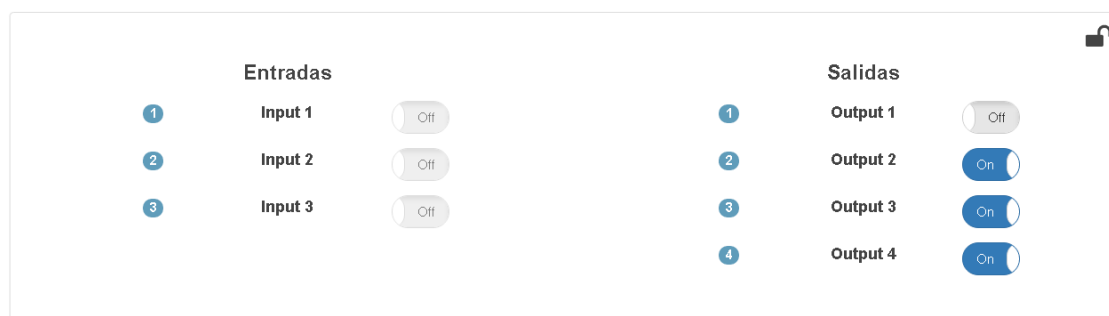 Entradas
Salidas
1 Input 1 Off
1 Output 1 Off
2 Input 2 Off
2 Output 2 On
3 Input 3 Off
3 Output 3 On
4 Output 4 On